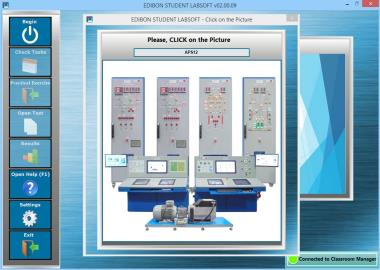 EDIBON STUDENT LABSOFT v02.00.09
Begin
Check Tasks
Practical Exercise
Open Test
Results
Open Help (F1)
Settings
Exit
EDIBON STUDENT LABSOFT - Click on the Picture
Please, CLICK on the Picture
APS12
Connected to Classroom Manager